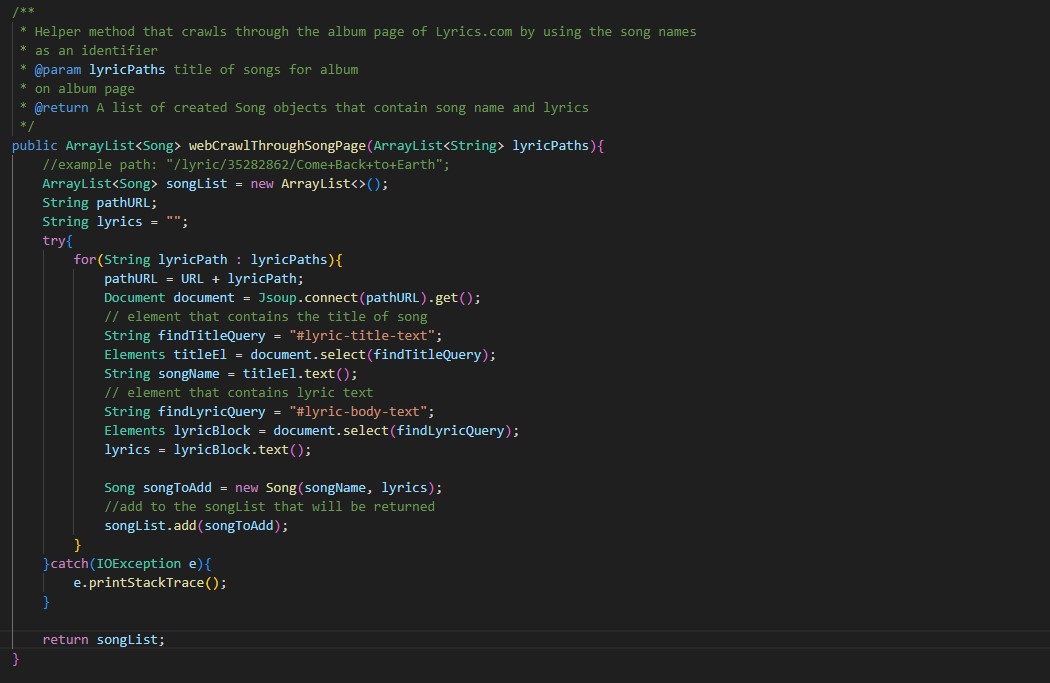 /**
 * Helper method that crawls through the album page of Lyrics.com by using the song names
 * as an identifier
 * @param lyricPaths title of songs for album
 * on album page
 * @return A list of created Song objects that contain song name and lyrics
 */
public ArrayList<Song> webCrawlThroughSongPage(ArrayList<String> lyricPaths){
    //example path: "/lyric/35282862/Come+Back+to+Earth";
    ArrayList<Song> songList = new ArrayList<>();
    String pathURL;
    String lyrics = "";
    try{
        for(String lyricPath : lyricPaths){
            pathURL = URL + lyricPath;
            Document document = Jsoup.connect(pathURL).get();
            // element that contains the title of song
            String findTitleQuery = "#lyric-title-text";
            Elements titleEl = document.select(findTitleQuery);
            String songName = titleEl.text();
            // element that contains lyric text
            String findLyricQuery = "#lyric-body-text";
            Elements lyricBlock = document.select(findLyricQuery);
            lyrics = lyricBlock.text();

            Song songToAdd = new Song(songName, lyrics);
            //add to the songList that will be returned
            songList.add(songToAdd);
        }
    }catch(IOException e){
        e.printStackTrace();
    }

    return songList;
}